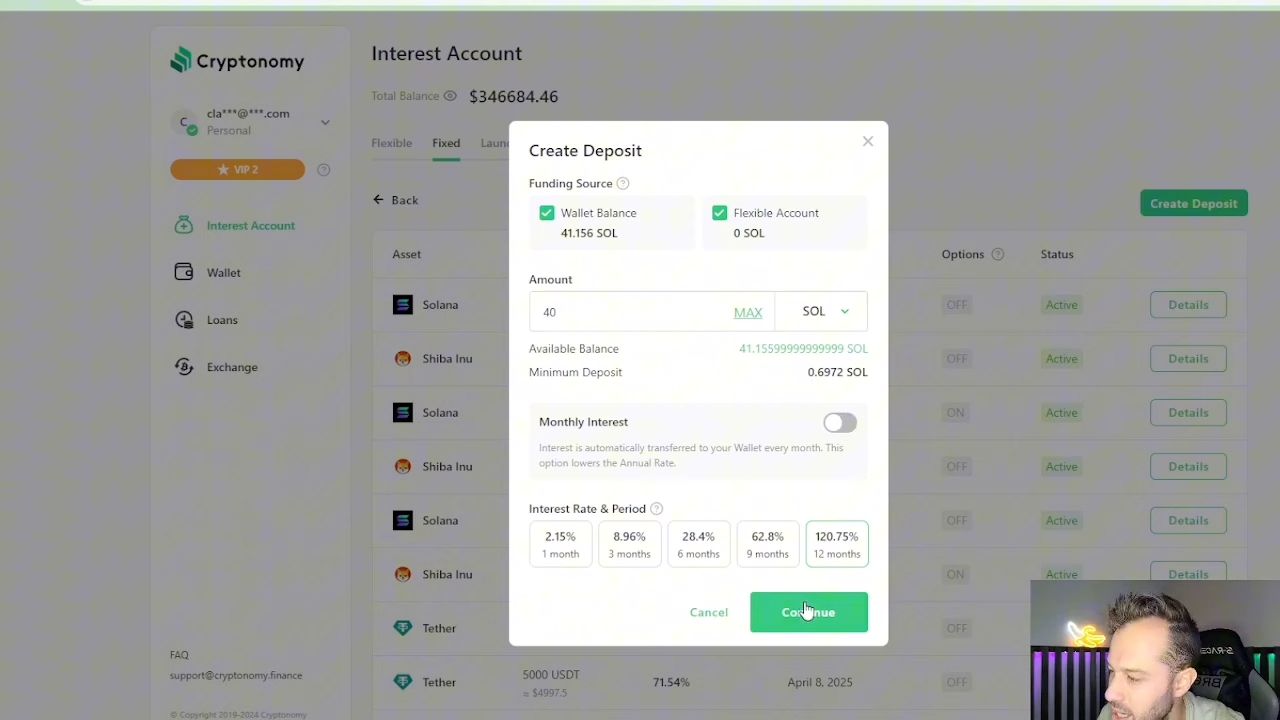 Cryptonomy
C
cla***@***.com
Personal
VIP 2
?
Interest Account
Wallet
Loans
Exchange
FAQ
support@cryptonomy.finance
© Copyright 2019-2024 Cryptonomy
Interest Account
Total Balance $346684.46
Flexible Fixed
Back
Create Deposit
Asset Options ? Status
Solana OFF Active Details
Shiba Inu OFF Active Details
Solana ON Active Details
Shiba Inu OFF Active Details
Solana OFF Active Details
Shiba Inu ON Active Details
Tether OFF
Tether 5000 USDT 71.54% April 8, 2025 OFF
≈ $4997.5
Create Deposit
Funding Source ?
Wallet Balance Flexible Account
41.156 SOL 0 SOL
Amount
40 MAX SOL
Available Balance 41.15599999999999 SOL
Minimum Deposit 0.6972 SOL
Monthly Interest
Interest is automatically transferred to your Wallet every month. This
option lowers the Annual Rate.
Interest Rate & Period ?
2.15% 8.96% 28.4% 62.8% 120.75%
1 month 3 months 6 months 9 months 12 months
Cancel Continue